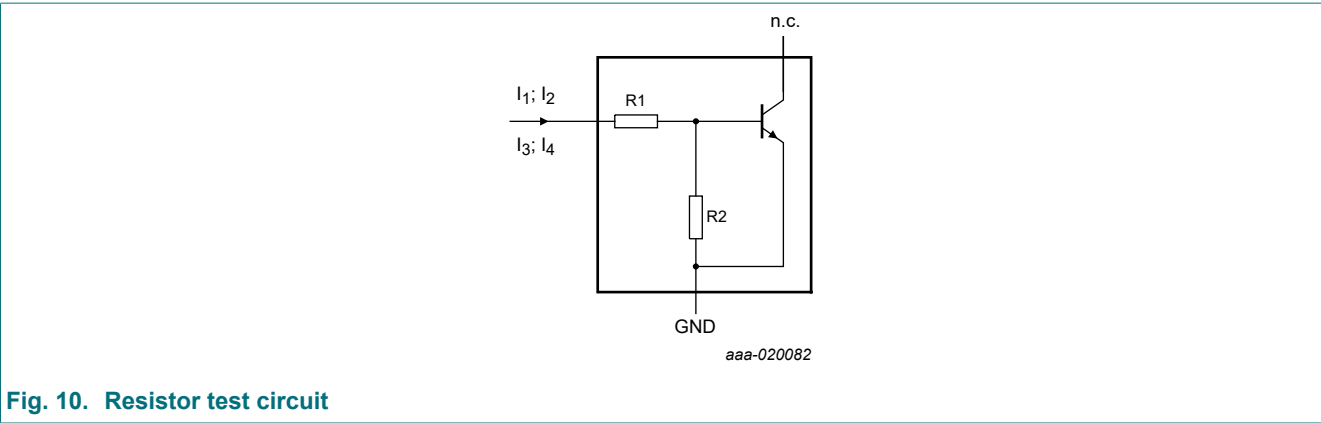 n.c.
I1; I2
R1
I3; I4
R2
GND
aaa-020082
Fig. 10. Resistor test circuit